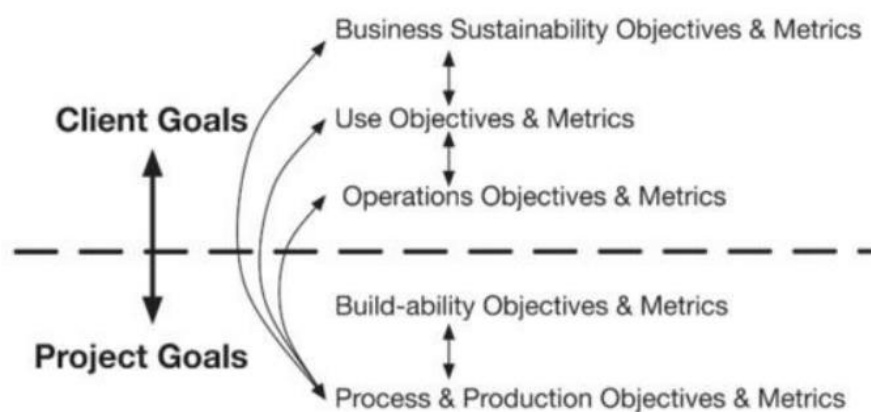 Business Sustainability Objectives & Metrics
Client Goals
Use Objectives & Metrics
Operations Objectives & Metrics
Build-ability Objectives & Metrics
Project Goals
Process & Production Objectives & Metrics